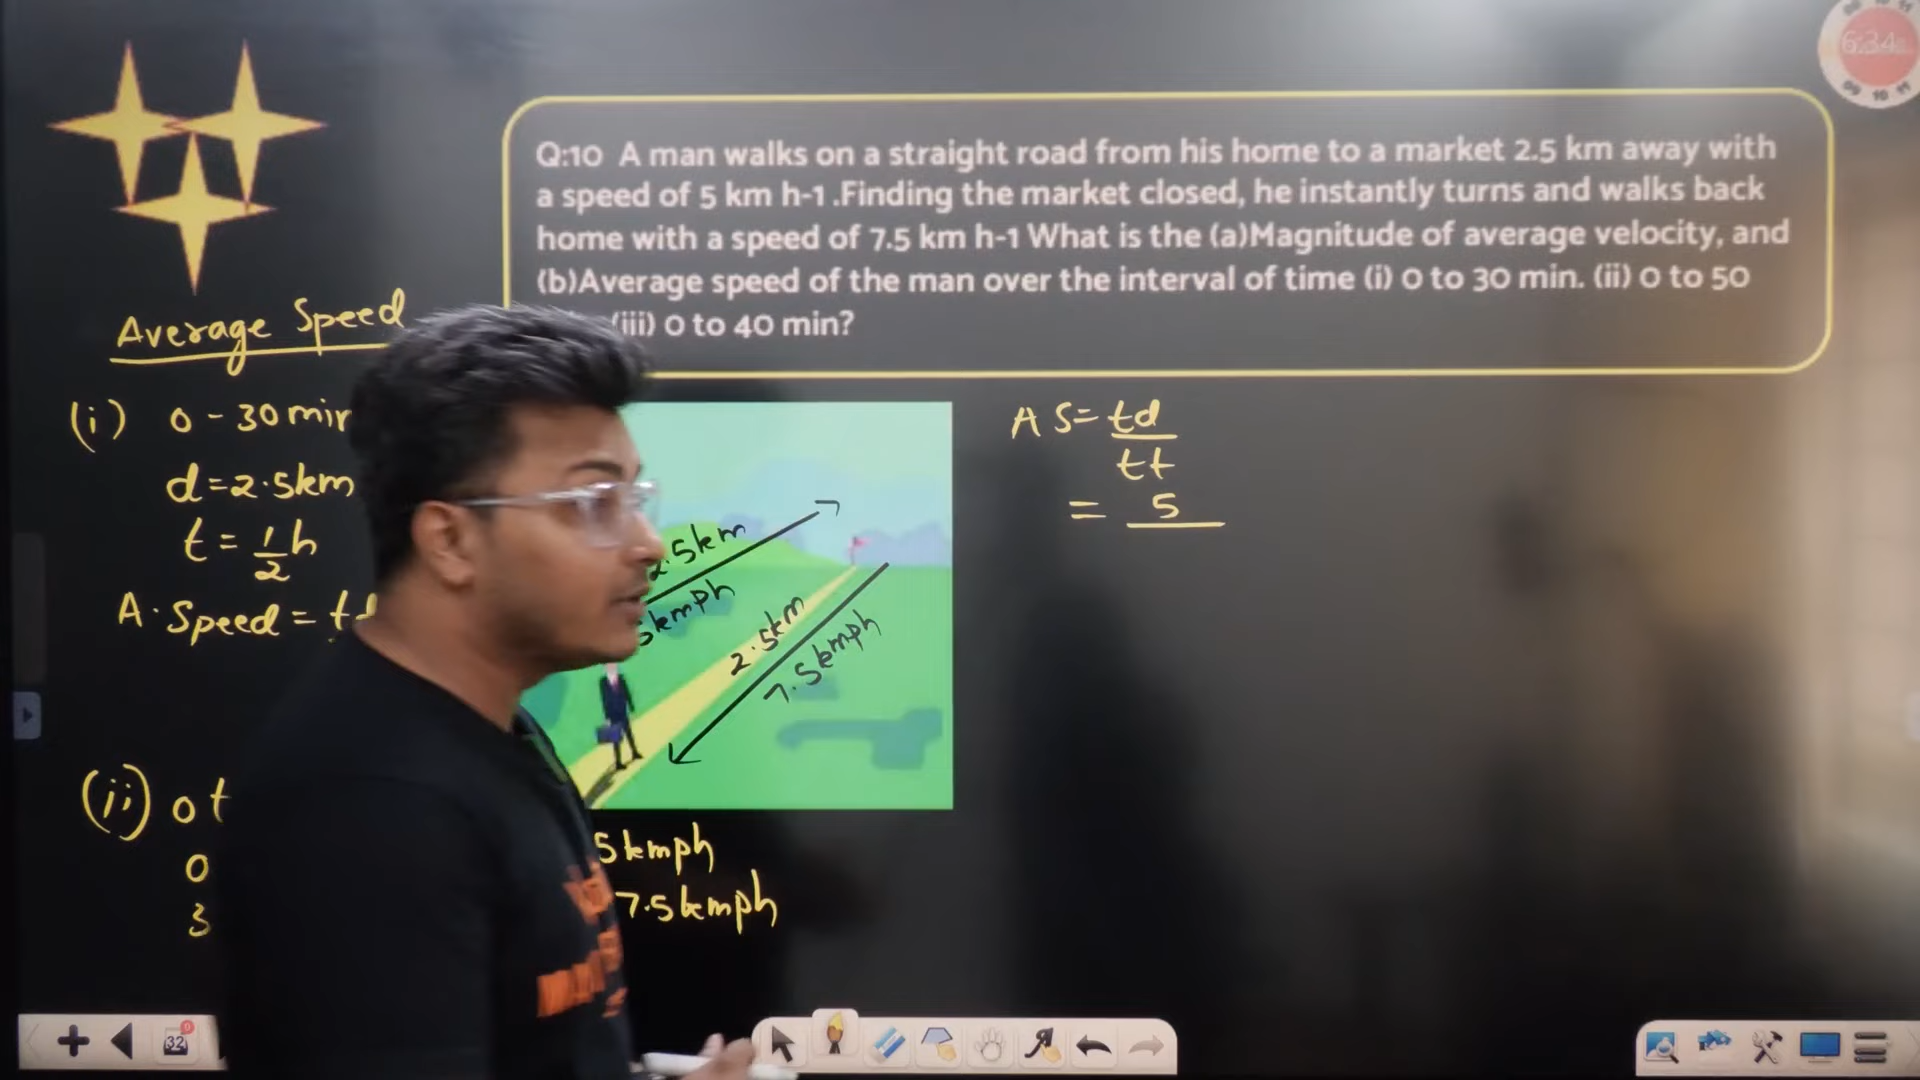 6:34
Q:10 A man walks on a straight road from his home to a market 2.5 km away with
a speed of 5 km h-1 .Finding the market closed, he instantly turns and walks back
home with a speed of 7.5 km h-1 What is the (a)Magnitude of average velocity, and
(b)Average speed of the man over the interval of time (i) 0 to 30 min. (ii) 0 to 50
(iii) 0 to 40 min?
Average Speed
(i) 0 - 30 min
d=2.5km
t = 1/2 h
A. Speed = td
(ii) 0 t
0
3
2.5km
5kmph
2.5km
7.5kmph
5kmph
7.5kmph
A S= td
tt
= 5
32